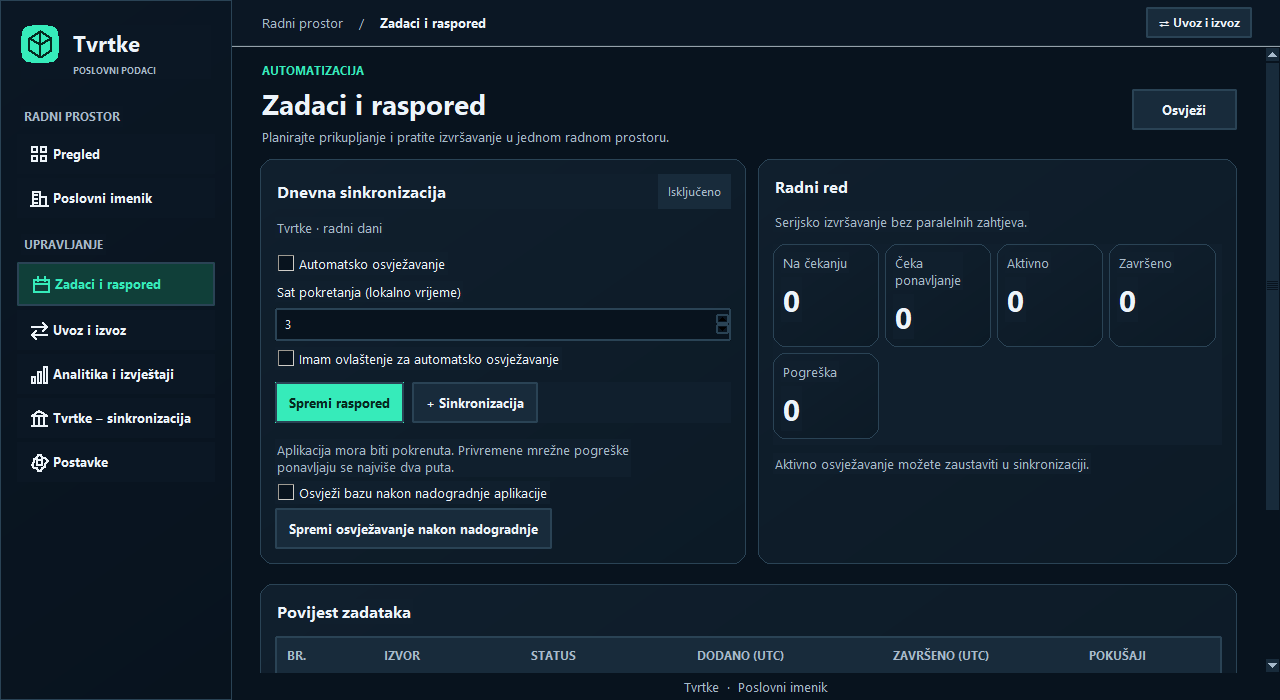 Tvrtke
POSLOVNI PODACI
RADNI PROSTOR
Pregled
Poslovni imenik
UPRAVLJANJE
Zadaci i raspored
Uvoz i izvoz
Analitika i izvještaji
Tvrtke – sinkronizacija
Postavke
Radni prostor / Zadaci i raspored
⇄ Uvoz i izvoz
AUTOMATIZACIJA
Zadaci i raspored
Planirajte prikupljanje i pratite izvršavanje u jednom radnom prostoru.
Osvježi
Dnevna sinkronizacija
Isključeno
Tvrtke · radni dani
Automatsko osvježavanje
Sat pokretanja (lokalno vrijeme)
3
Imam ovlaštenje za automatsko osvježavanje
Spremi raspored
+ Sinkronizacija
Aplikacija mora biti pokrenuta. Privremene mrežne pogreške
ponavljaju se najviše dva puta.
Osvježi bazu nakon nadogradnje aplikacije
Spremi osvježavanje nakon nadogradnje
Radni red
Serijsko izvršavanje bez paralelnih zahtjeva.
Na čekanju
0
Čeka
ponavljanje
0
Aktivno
0
Završeno
0
Pogreška
0
Aktivno osvježavanje možete zaustaviti u sinkronizaciji.
Povijest zadataka
BR. IZVOR STATUS DODANO (UTC) ZAVRŠENO (UTC) POKUŠAJI
Tvrtke · Poslovni imenik